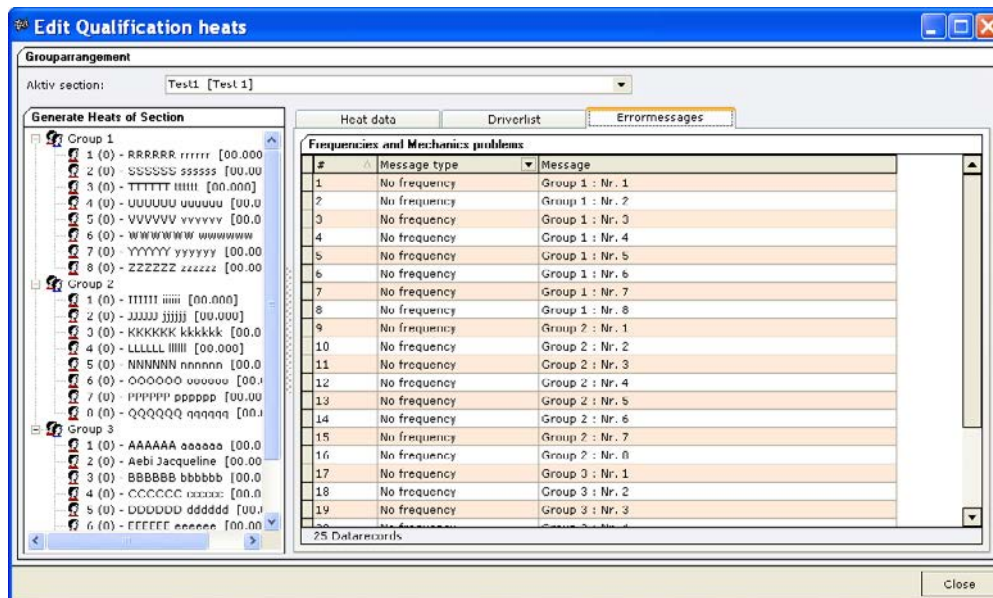 Edit Qualification heats
Grouparrangement
Aktiv section: Test1 [Test 1]
Generate Heats of Section
Group 1
1 (0) - RRRRRR rrrrrr [00.000
2 (0) - SSSSSS ssssss [00.00
3 (0) - TTTTTT tttttt [00.000]
4 (0) - UUUUUU uuuuuu [00.0
5 (0) - VVVVVV vvvvvv [00.0
6 (0) - WWWWWW wwwwww
7 (0) - YYYYYY yyyyyy [00.00
8 (0) - ZZZZZZ zzzzzz [00.00
Group 2
1 (0) - IIIIII iiiiii [00.000]
2 (0) - JJJJJJ jjjjjj [00.000]
3 (0) - KKKKKK kkkkkk [00.0
4 (0) - LLLLLL llllll [00.000]
5 (0) - NNNNNN nnnnnn [00.0
6 (0) - OOOOOO oooooo [00.
7 (0) - PPPPPP pppppp [00.00
8 (0) - QQQQQQ qqqqqq [00.
Group 3
1 (0) - AAAAAA aaaaaa [00.0
2 (0) - Aebi Jacqueline [00.00
3 (0) - BBBBBB bbbbbb [00.0
4 (0) - CCCCCC cccccc [00.0
5 (0) - DDDDDD dddddd [00.
6 (0) - EEEEEE eeeeee [00.00
Heat data Driverlist Errormessages
Frequencies and Mechanics problems
# Message type Message
1 No frequency Group 1 : Nr. 1
2 No frequency Group 1 : Nr. 2
3 No frequency Group 1 : Nr. 3
4 No frequency Group 1 : Nr. 4
5 No frequency Group 1 : Nr. 5
6 No frequency Group 1 : Nr. 6
7 No frequency Group 1 : Nr. 7
8 No frequency Group 1 : Nr. 8
9 No frequency Group 2 : Nr. 1
10 No frequency Group 2 : Nr. 2
11 No frequency Group 2 : Nr. 3
12 No frequency Group 2 : Nr. 4
13 No frequency Group 2 : Nr. 5
14 No frequency Group 2 : Nr. 6
15 No frequency Group 2 : Nr. 7
16 No frequency Group 2 : Nr. 8
17 No frequency Group 3 : Nr. 1
18 No frequency Group 3 : Nr. 2
19 No frequency Group 3 : Nr. 3
25 Datarecords
Close